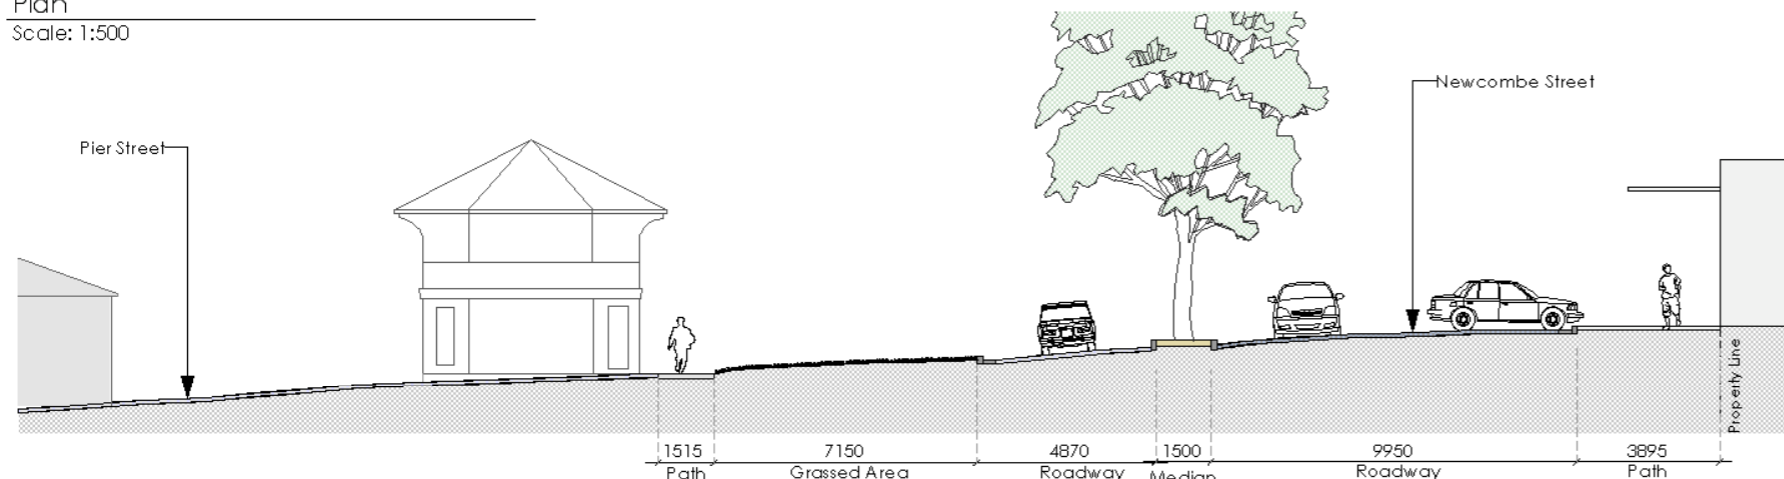 Plan
Scale: 1:500
Newcombe Street
Pier Street
Property Line
1515 7150 4870 1500 9950 3895
Path Grassed Area Roadway Median Roadway Path